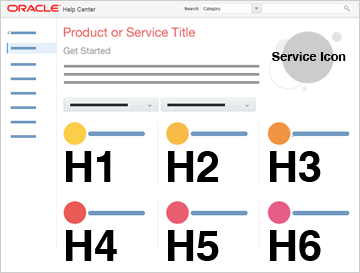 ORACLE Help Center
Search Category
Product or Service Title
Get Started
Service Icon
H1 H2 H3
H4 H5 H6